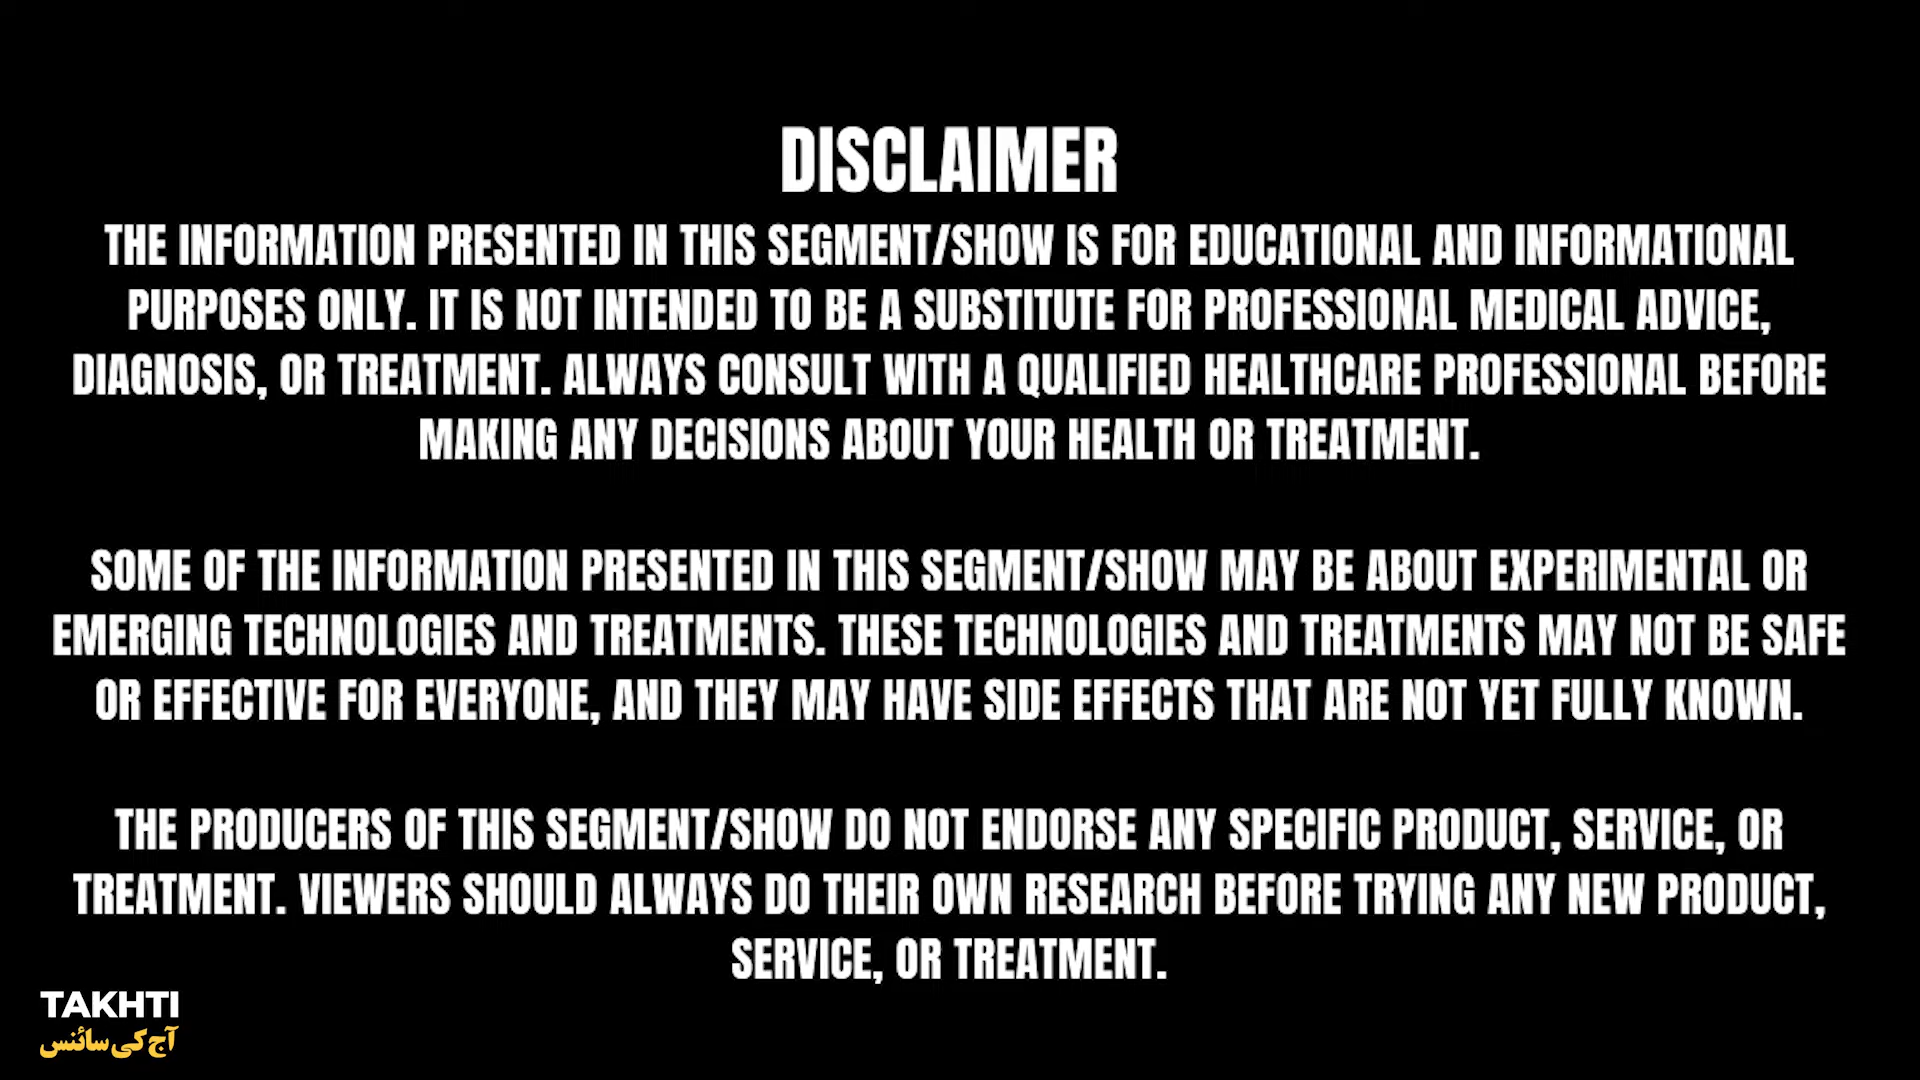 DISCLAIMER
THE INFORMATION PRESENTED IN THIS SEGMENT/SHOW IS FOR EDUCATIONAL AND INFORMATIONAL
PURPOSES ONLY. IT IS NOT INTENDED TO BE A SUBSTITUTE FOR PROFESSIONAL MEDICAL ADVICE,
DIAGNOSIS, OR TREATMENT. ALWAYS CONSULT WITH A QUALIFIED HEALTHCARE PROFESSIONAL BEFORE
MAKING ANY DECISIONS ABOUT YOUR HEALTH OR TREATMENT.
SOME OF THE INFORMATION PRESENTED IN THIS SEGMENT/SHOW MAY BE ABOUT EXPERIMENTAL OR
EMERGING TECHNOLOGIES AND TREATMENTS. THESE TECHNOLOGIES AND TREATMENTS MAY NOT BE SAFE
OR EFFECTIVE FOR EVERYONE, AND THEY MAY HAVE SIDE EFFECTS THAT ARE NOT YET FULLY KNOWN.
THE PRODUCERS OF THIS SEGMENT/SHOW DO NOT ENDORSE ANY SPECIFIC PRODUCT, SERVICE, OR
TREATMENT. VIEWERS SHOULD ALWAYS DO THEIR OWN RESEARCH BEFORE TRYING ANY NEW PRODUCT,
SERVICE, OR TREATMENT.
TAKHTI
آج کی سائنس